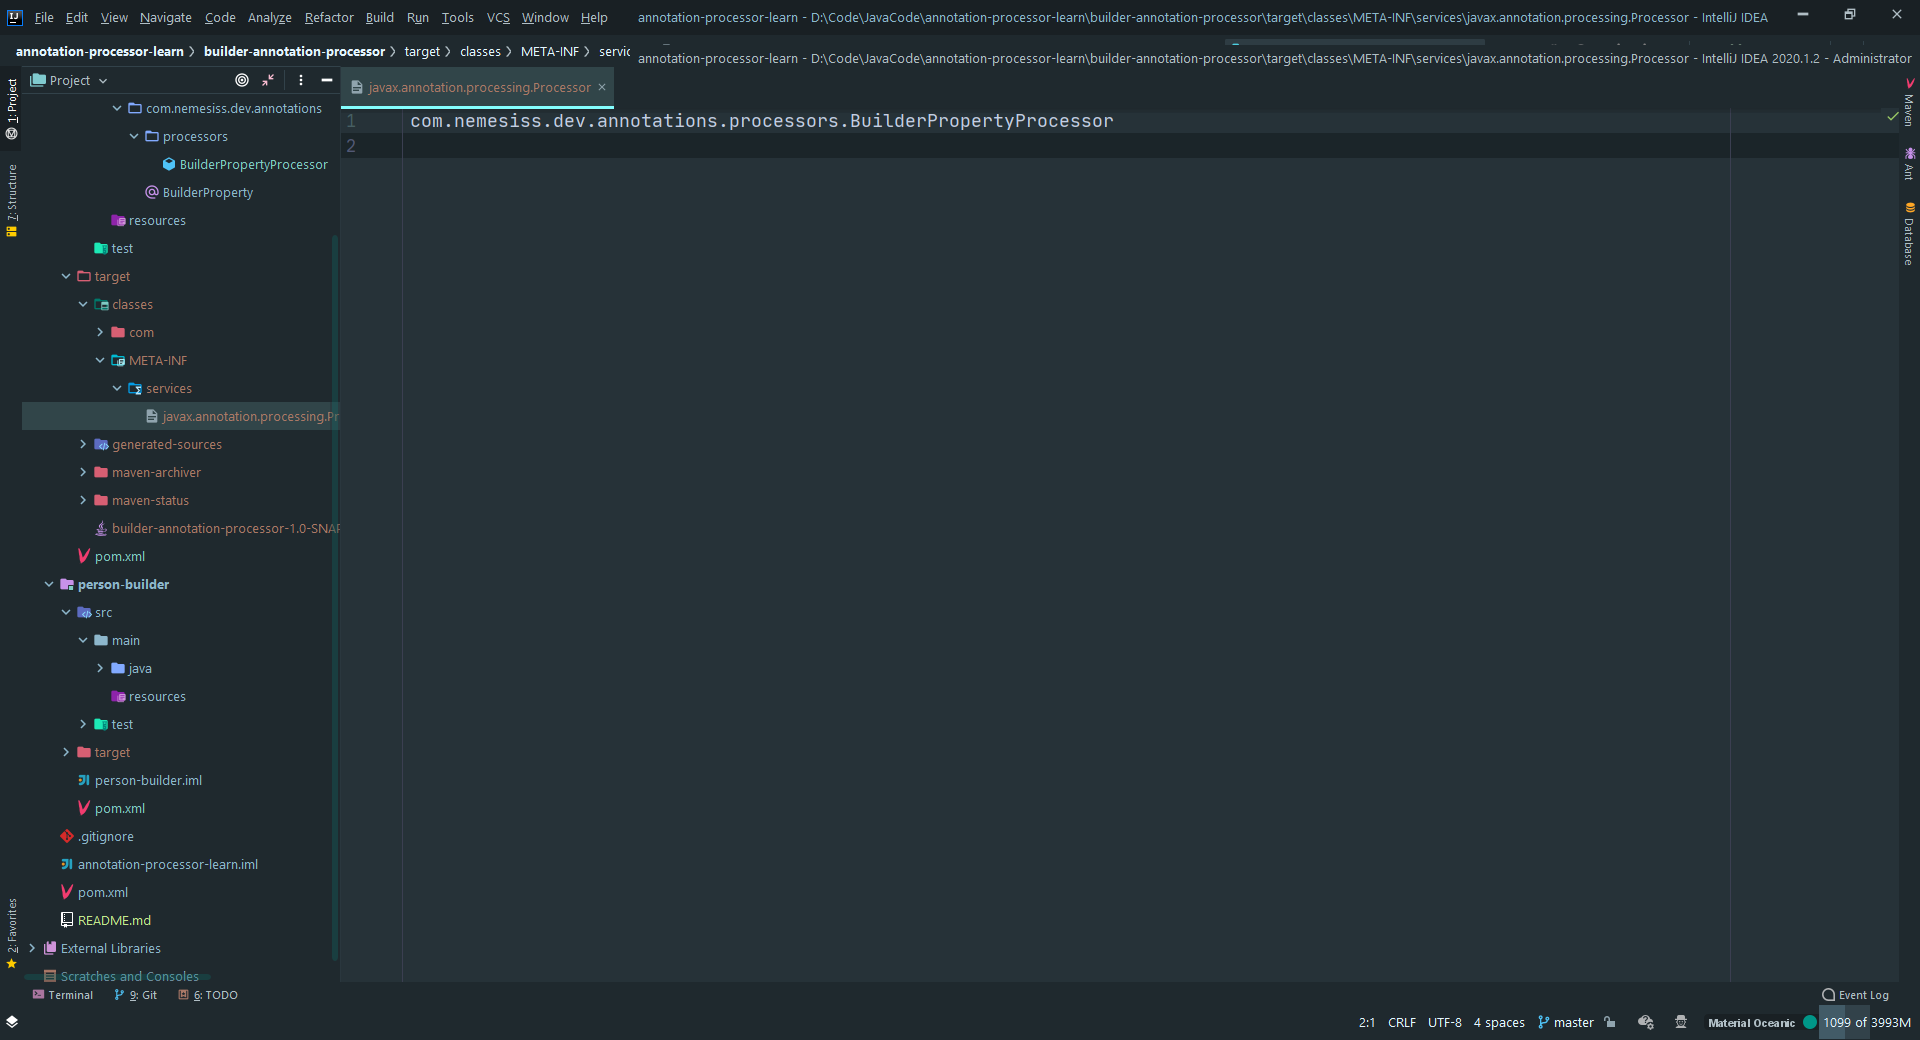 File Edit View Navigate Code Analyze Refactor Build Run Tools VCS Window Help annotation-processor-learn - D:\Code\JavaCode\annotation-processor-learn\builder-annotation-processor\target\classes\META-INF\services\javax.annotation.processing.Processor - IntelliJ IDEA
annotation-processor-learn builder-annotation-processor target classes META-INF servic
annotation-processor-learn - D:\Code\JavaCode\annotation-processor-learn\builder-annotation-processor\target\classes\META-INF\services\javax.annotation.processing.Processor - IntelliJ IDEA 2020.1.2 - Administrator
Project
javax.annotation.processing.Processor
1 com.nemesiss.dev.annotations.processors.BuilderPropertyProcessor
2
com.nemesiss.dev.annotations
processors
BuilderPropertyProcessor
BuilderProperty
resources
test
target
classes
com
META-INF
services
javax.annotation.processing.Pr
generated-sources
maven-archiver
maven-status
builder-annotation-processor-1.0-SNAP
pom.xml
person-builder
src
main
java
resources
test
target
person-builder.iml
pom.xml
.gitignore
annotation-processor-learn.iml
pom.xml
README.md
External Libraries
Scratches and Consoles
1: Project
7: Structure
2: Favorites
Maven
Ant
Database
Terminal 9: Git 6: TODO Event Log
2:1 CRLF UTF-8 4 spaces master Material Oceanic 1099 of 3993M